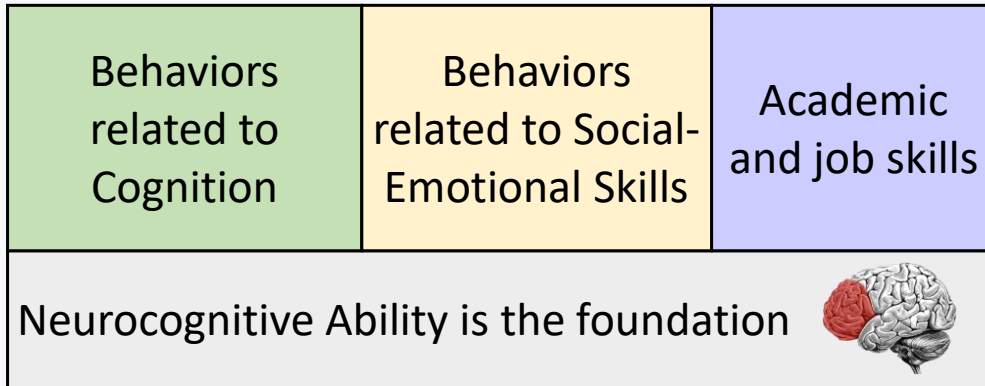 Behaviors
related to
Cognition
Behaviors
related to Social-
Emotional Skills
Academic
and job skills
Neurocognitive Ability is the foundation